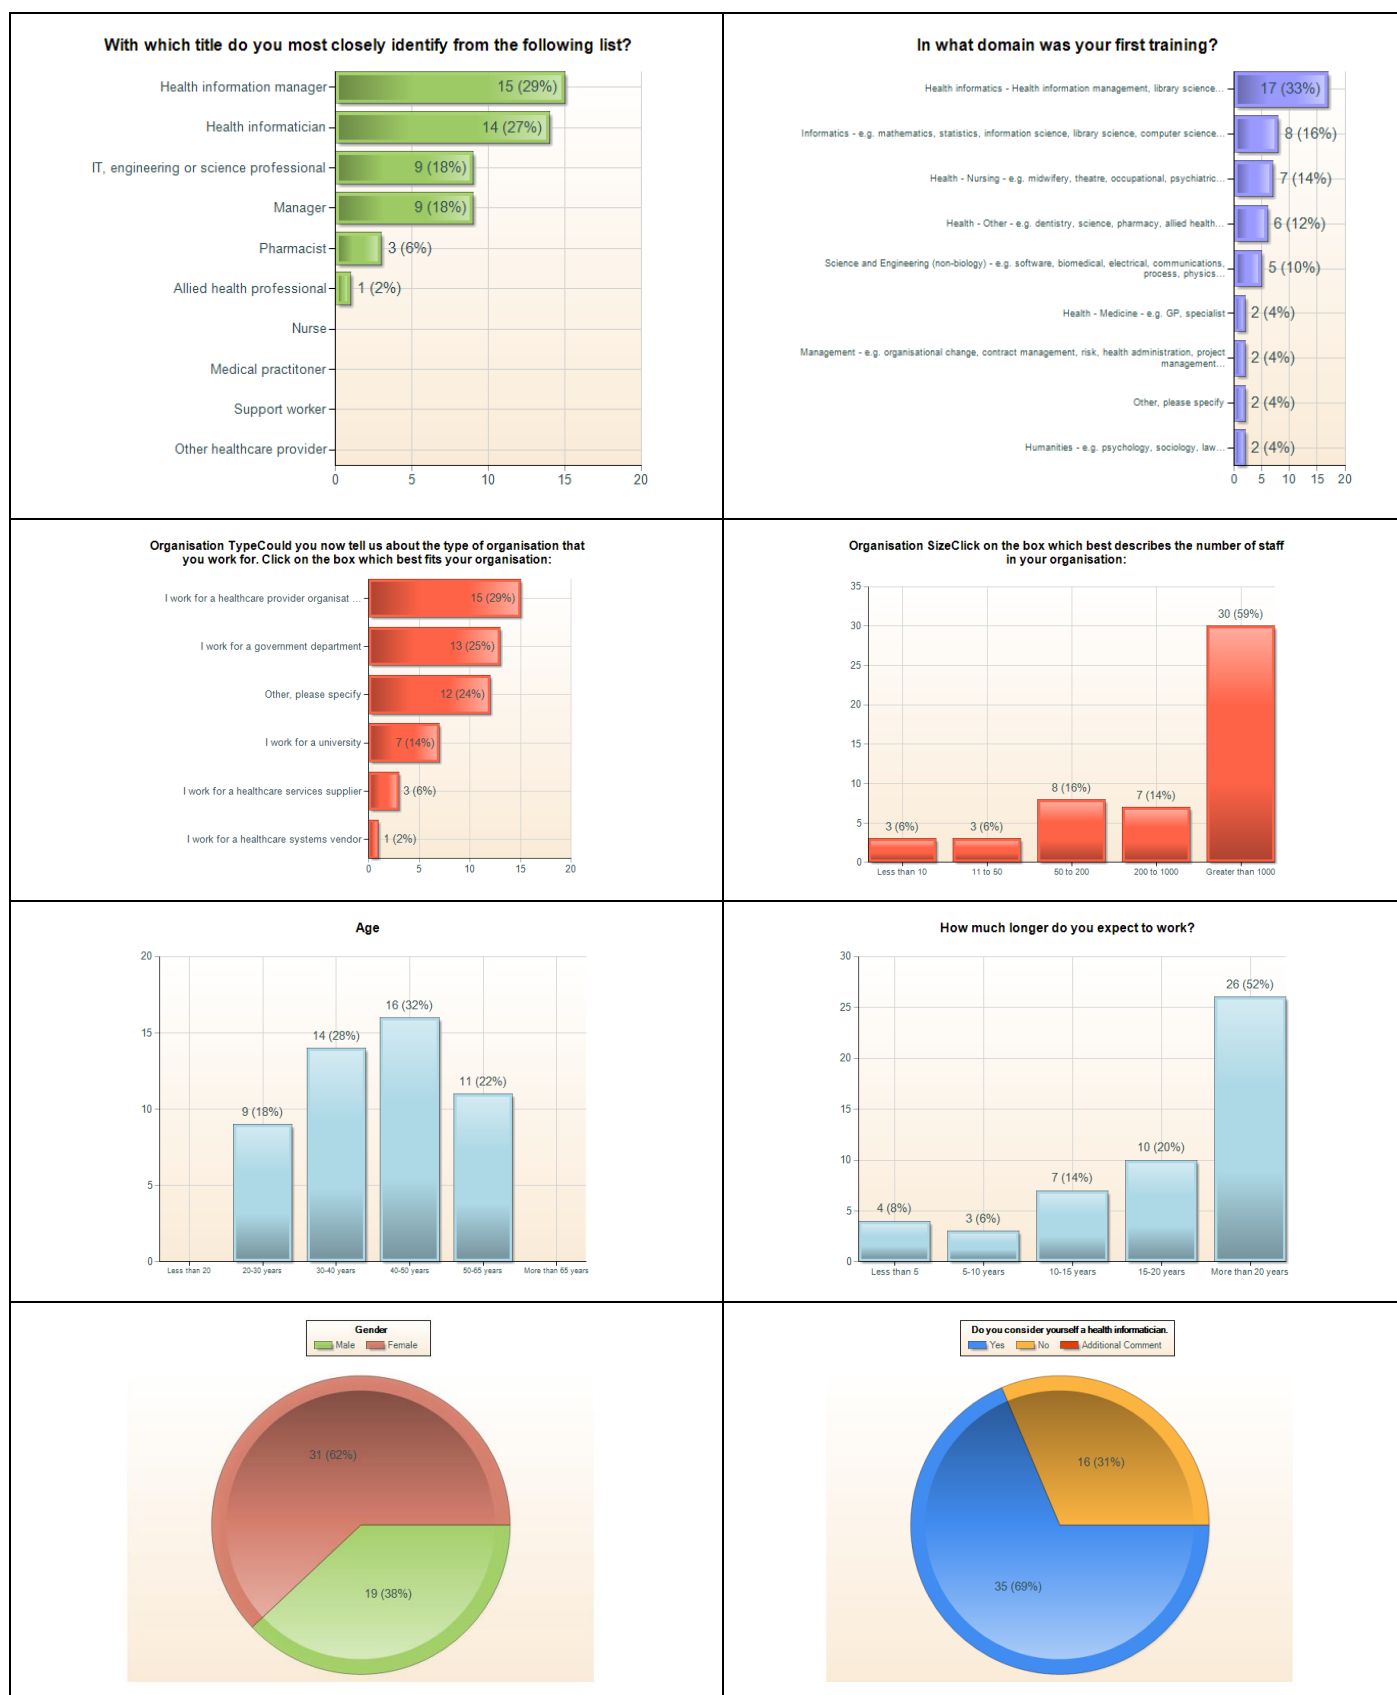 With which title do you most closely identify from the following list?
Health information manager
15 (29%)
Health informatician
14 (27%)
IT, engineering or science professional
9 (18%)
Manager
9 (18%)
Pharmacist
3 (6%)
Allied health professional
1 (2%)
Nurse
Medical practitoner
Support worker
Other healthcare provider
0 5 10 15 20
In what domain was your first training?
Health informatics - Health information management, library science...
17 (33%)
Informatics - e.g. mathematics, statistics, information science, library science, computer science...
8 (16%)
Health - Nursing - e.g. midwifery, theatre, occupational, psychiatric...
7 (14%)
Health - Other - e.g. dentistry, science, pharmacy, allied health...
6 (12%)
Science and Engineering (non-biology) - e.g. software, biomedical, electrical, communications,
process, physics...
5 (10%)
Health - Medicine - e.g. GP, specialist
2 (4%)
Management - e.g. organisational change, contract management, risk, health administration, project
management...
2 (4%)
Other, please specify
2 (4%)
Humanities - e.g. psychology, sociology, law...
2 (4%)
0 5 10 15 20
Organisation TypeCould you now tell us about the type of organisation that
you work for. Click on the box which best fits your organisation:
I work for a healthcare provider organisat ...
15 (29%)
I work for a government department
13 (25%)
Other, please specify
12 (24%)
I work for a university
7 (14%)
I work for a healthcare services supplier
3 (6%)
I work for a healthcare systems vendor
1 (2%)
0 5 10 15 20
Organisation SizeClick on the box which best describes the number of staff
in your organisation:
35
30
25
20
15
10
5
0
3 (6%)
3 (6%)
8 (16%)
7 (14%)
30 (59%)
Less than 10 11 to 50 50 to 200 200 to 1000 Greater than 1000
Age
20
15
10
5
0
9 (18%)
14 (28%)
16 (32%)
11 (22%)
Less than 20 20-30 years 30-40 years 40-50 years 50-65 years More than 65 years
How much longer do you expect to work?
30
25
20
15
10
5
0
4 (8%)
3 (6%)
7 (14%)
10 (20%)
26 (52%)
Less than 5 5-10 years 10-15 years 15-20 years More than 20 years
Gender
Male Female
31 (62%)
19 (38%)
Do you consider yourself a health informatician.
Yes No Additional Comment
16 (31%)
35 (69%)